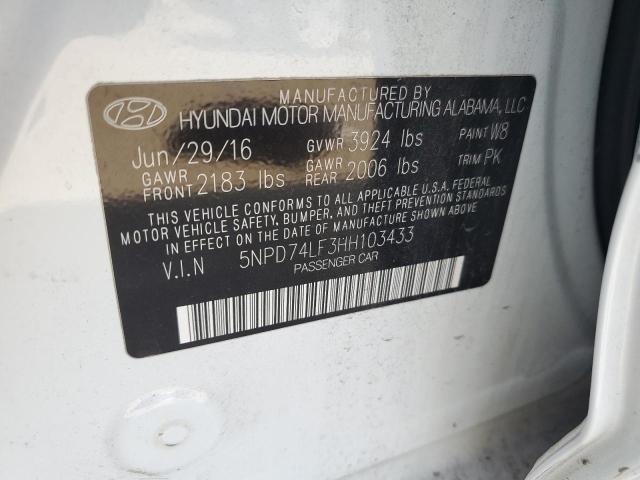 MANUFACTURED BY
HYUNDAI MOTOR MANUFACTURING ALABAMA, LLC
Jun/29/16 GVWR 3924 lbs PAINT W8
GAWR FRONT 2183 lbs GAWR REAR 2006 lbs TRIM PK
THIS VEHICLE CONFORMS TO ALL APPLICABLE U.S.A. FEDERAL
MOTOR VEHICLE SAFETY, BUMPER, AND THEFT PREVENTION STANDARDS
IN EFFECT ON THE DATE OF MANUFACTURE SHOWN ABOVE
V.I.N 5NPD74LF3HH103433
PASSENGER CAR